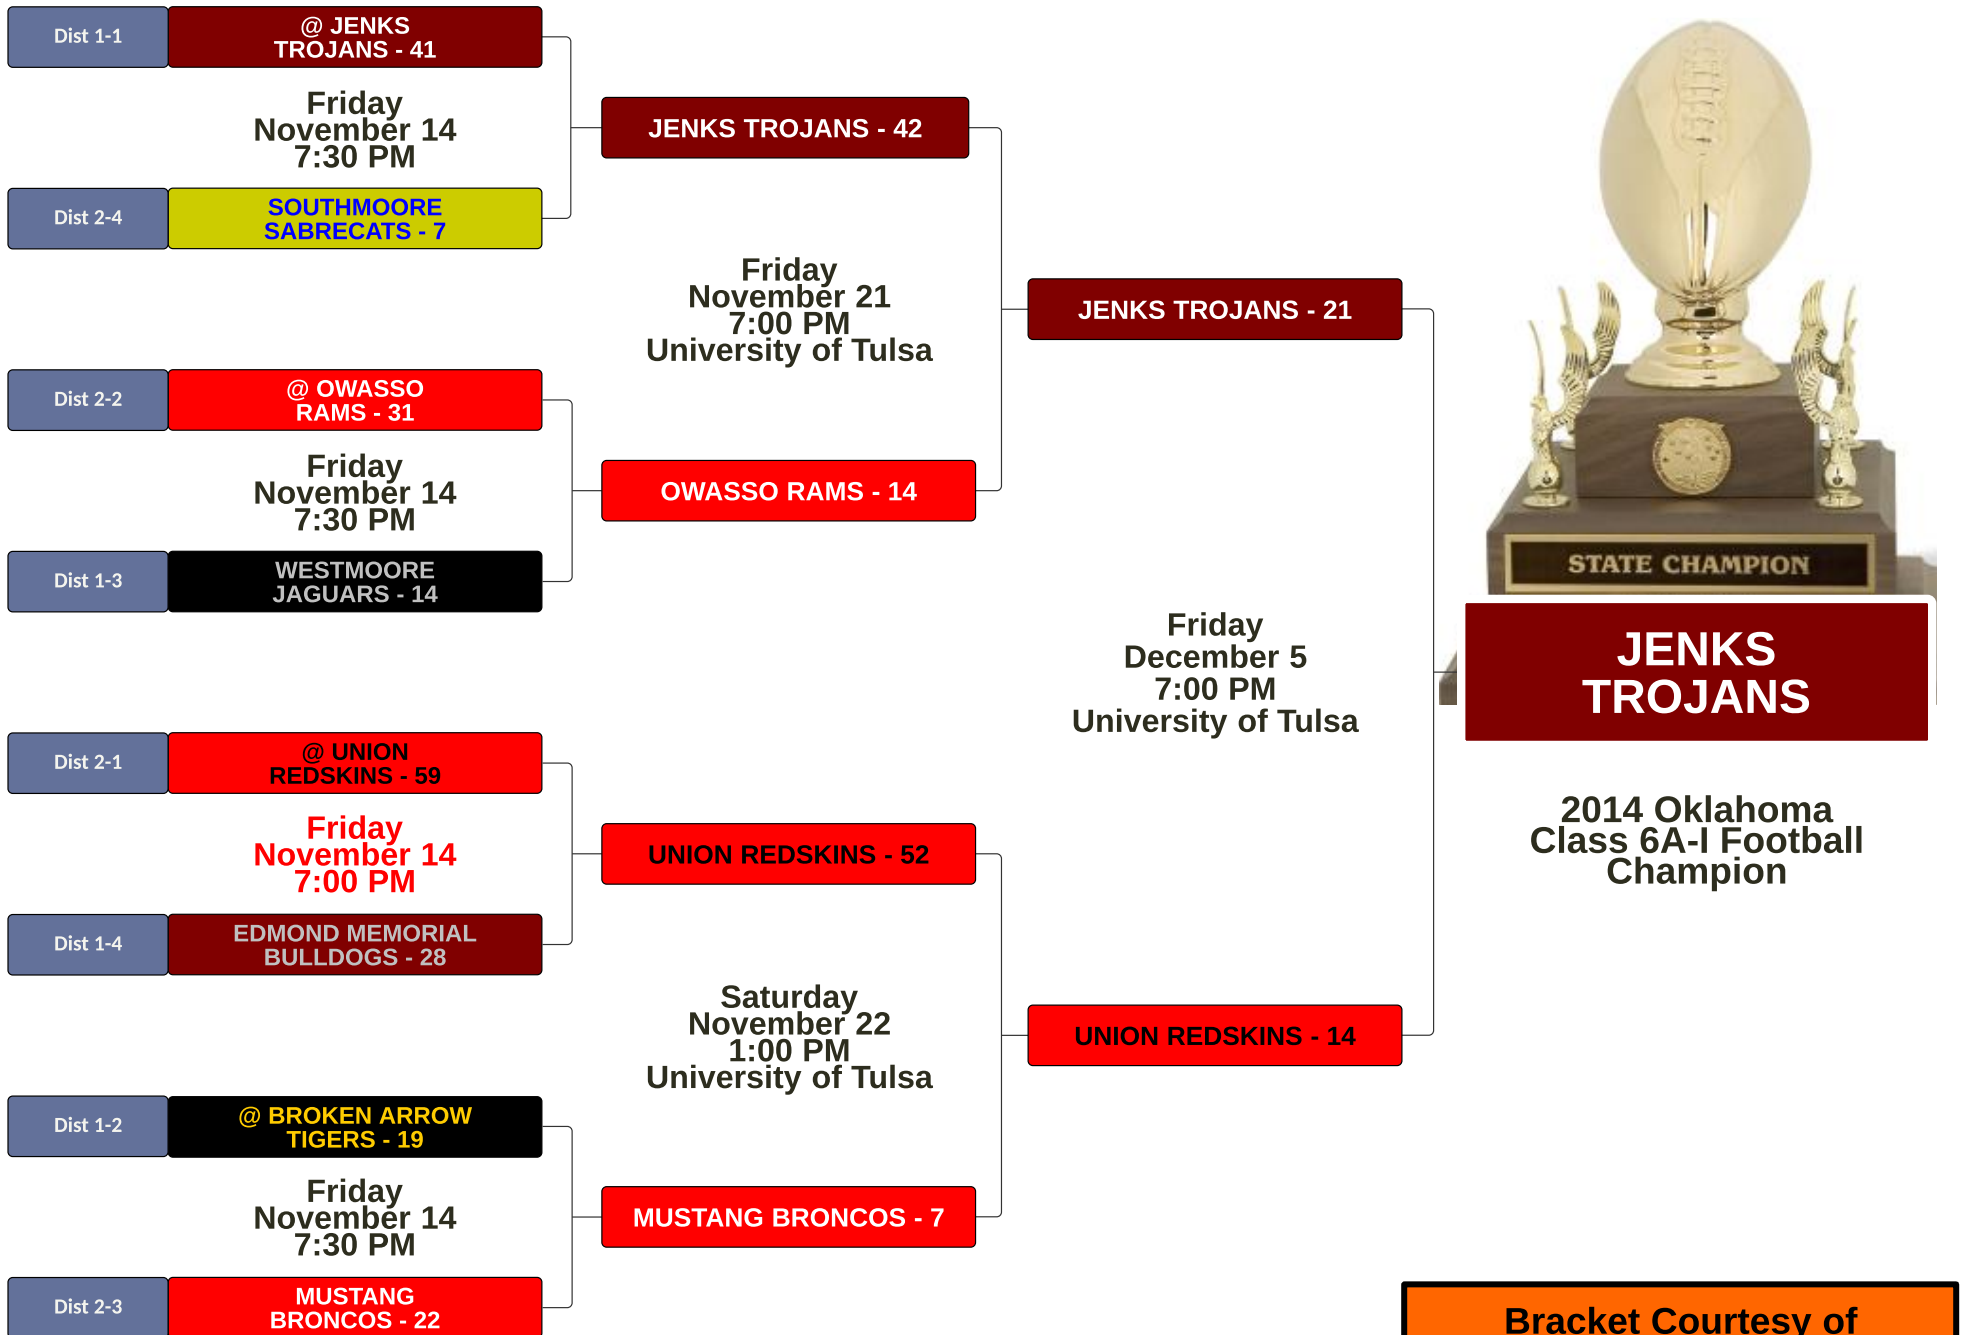 Dist 1-1
@ JENKS
TROJANS - 41
Friday
November 14
7:30 PM
Dist 2-4
SOUTHMOORE
SABRECATS - 7
JENKS TROJANS - 42
Friday
November 21
7:00 PM
University of Tulsa
Dist 2-2
@ OWASSO
RAMS - 31
Friday
November 14
7:30 PM
Dist 1-3
WESTMOORE
JAGUARS - 14
OWASSO RAMS - 14
JENKS TROJANS - 21
Friday
December 5
7:00 PM
University of Tulsa
Dist 2-1
@ UNION
REDSKINS - 59
Friday
November 14
7:00 PM
Dist 1-4
EDMOND MEMORIAL
BULLDOGS - 28
UNION REDSKINS - 52
Saturday
November 22
1:00 PM
University of Tulsa
Dist 1-2
@ BROKEN ARROW
TIGERS - 19
Friday
November 14
7:30 PM
Dist 2-3
MUSTANG
BRONCOS - 22
MUSTANG BRONCOS - 7
UNION REDSKINS - 14
STATE CHAMPION
JENKS
TROJANS
2014 Oklahoma
Class 6A-I Football
Champion
Bracket Courtesy of